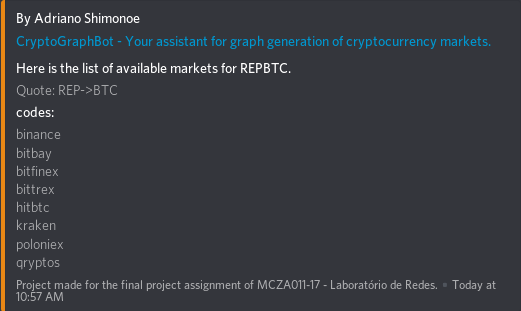 By Adriano Shimonoe
CryptoGraphBot - Your assistant for graph generation of cryptocurrency markets.
Here is the list of available markets for REPBTC.
Quote: REP->BTC
codes:
binance
bitbay
bitfinex
bittrex
hitbtc
kraken
poloniex
qryptos
Project made for the final project assignment of MCZA011-17 - Laboratório de Redes. • Today at
10:57 AM